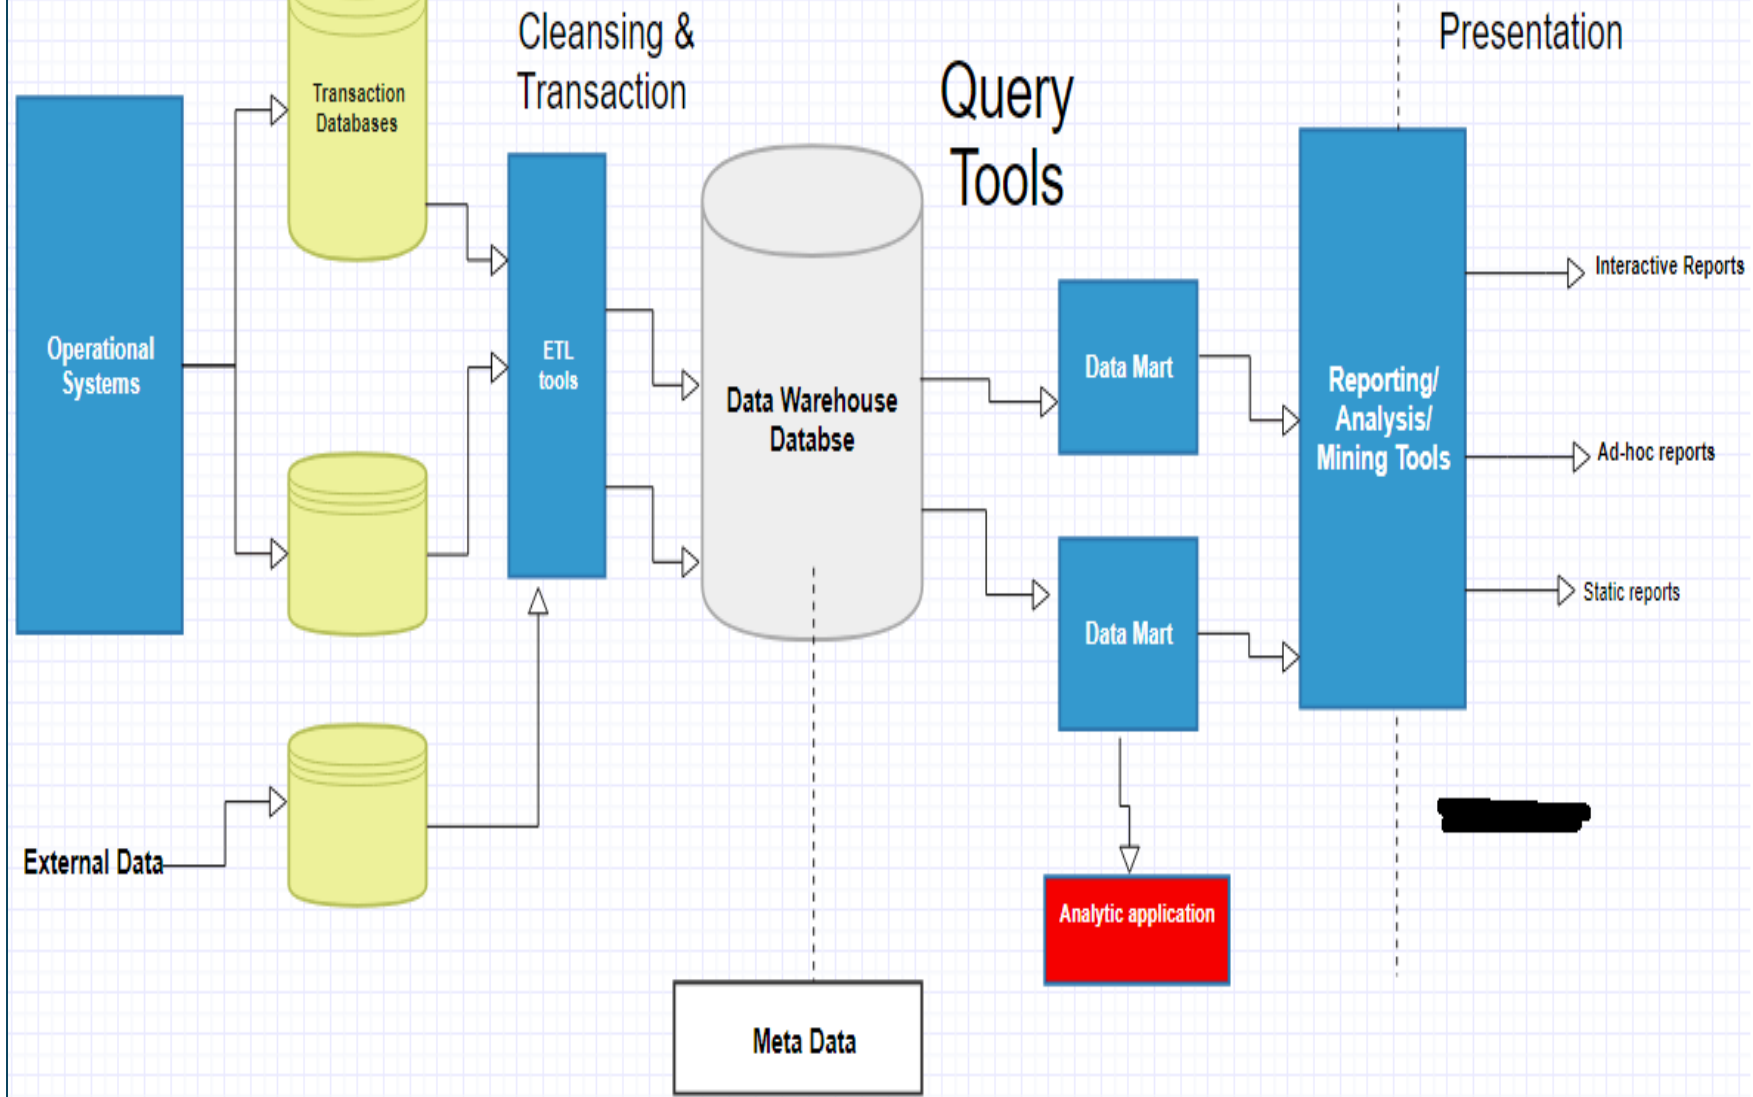 Cleansing &
Transaction
Presentation
Query
Tools
Transaction
Databases
Operational
Systems
ETL
tools
Data Warehouse
Databse
Data Mart
Data Mart
Reporting/
Analysis/
Mining Tools
Interactive Reports
Ad-hoc reports
Static reports
External Data
Analytic application
Meta Data